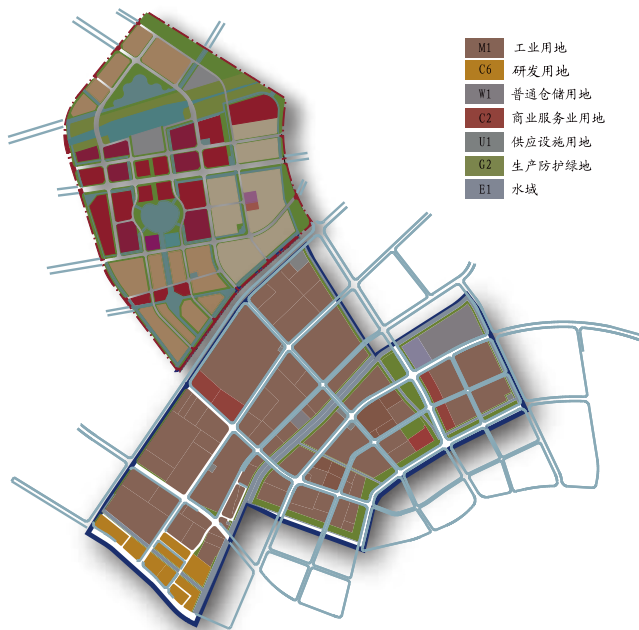 M1 工业用地
C6 研发用地
W1 普通仓储用地
C2 商业服务业用地
U1 供应设施用地
G2 生产防护绿地
E1 水域